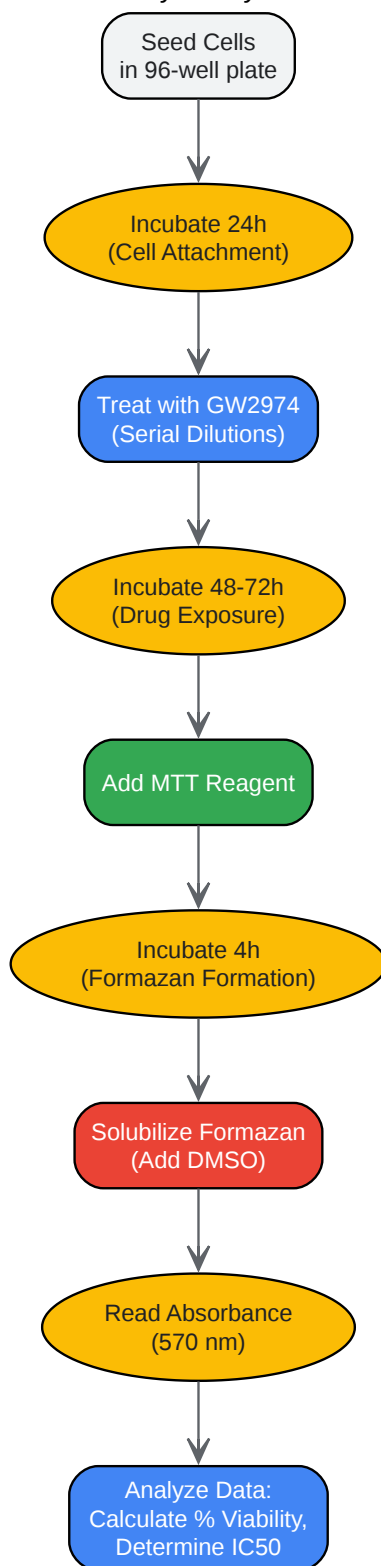 Seed Cells
in 96-well plate
Incubate 24h
(Cell Attachment)
Treat with GW2974
(Serial Dilutions)
Incubate 48-72h
(Drug Exposure)
Add MTT Reagent
Incubate 4h
(Formazan Formation)
Solubilize Formazan
(Add DMSO)
Read Absorbance
(570 nm)
Analyze Data:
Calculate % Viability,
Determine IC50